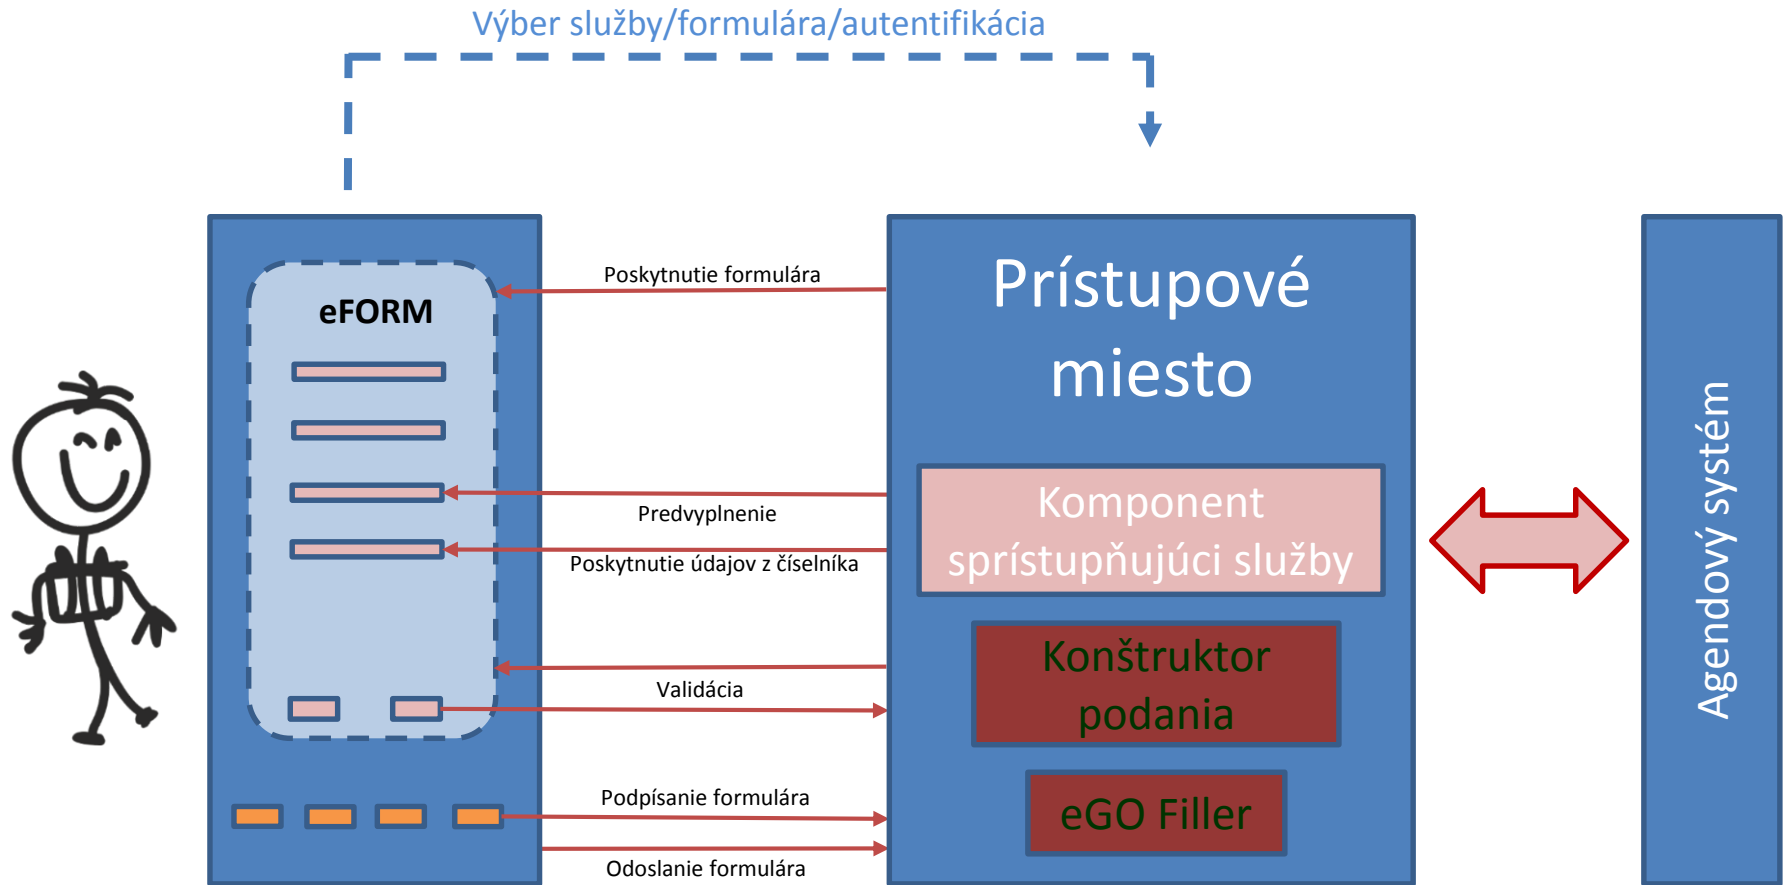 Výber služby/formulára/autentifikácia
eFORM
Poskytnutie formulára
Predvyplnenie
Poskytnutie údajov z číselníka
Validácia
Podpísanie formulára
Odoslanie formulára
Prístupové
miesto
Komponent
sprístupňujúci služby
Konštruktor
podania
eGO Filler
Agendový systém